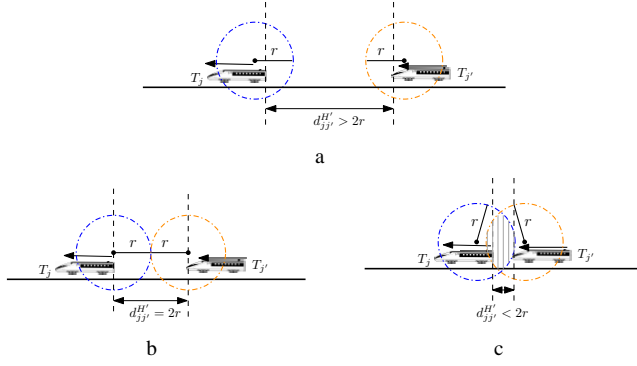 r r
T_j T_{j'}
d_{jj'}^{H'} > 2r
a
r r
T_j T_{j'}
d_{jj'}^{H'} = 2r
b
r r
T_j T_{j'}
d_{jj'}^{H'} < 2r
c